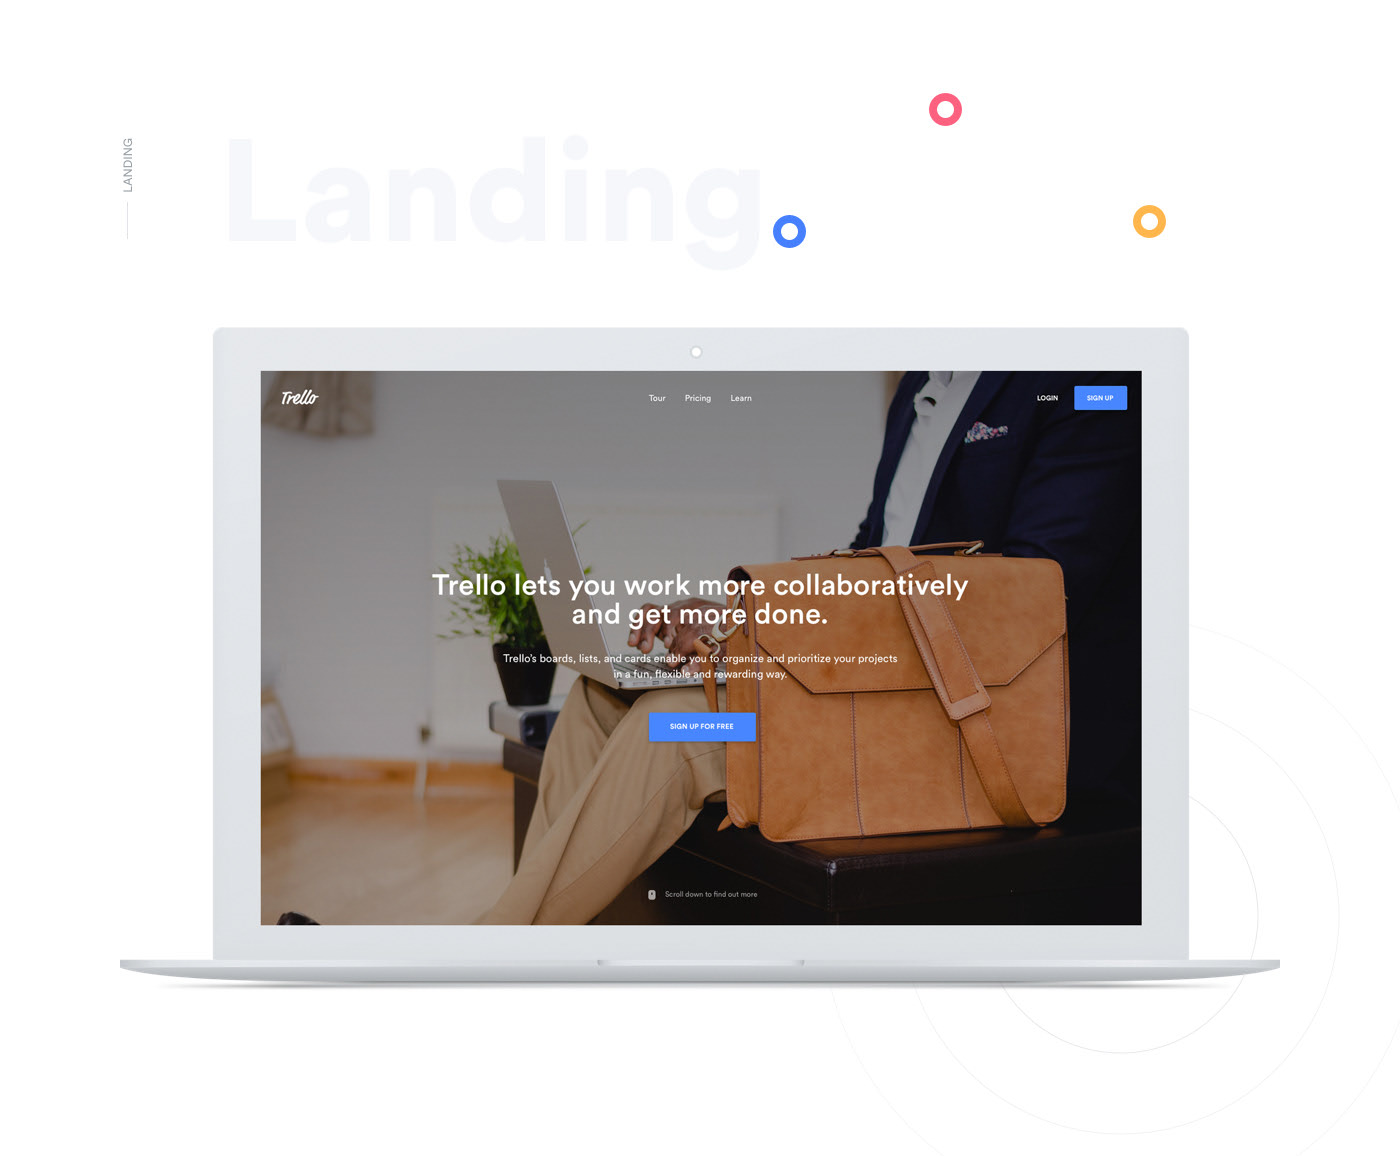 LANDING
Landing
Trello
Tour
Pricing
Learn
LOGIN
SIGN UP
Trello lets you work more collaboratively
and get more done.
Trello's boards, lists, and cards enable you to organize and prioritize your projects
in a fun, flexible and rewarding way.
SIGN UP FOR FREE
Scroll down to find out more